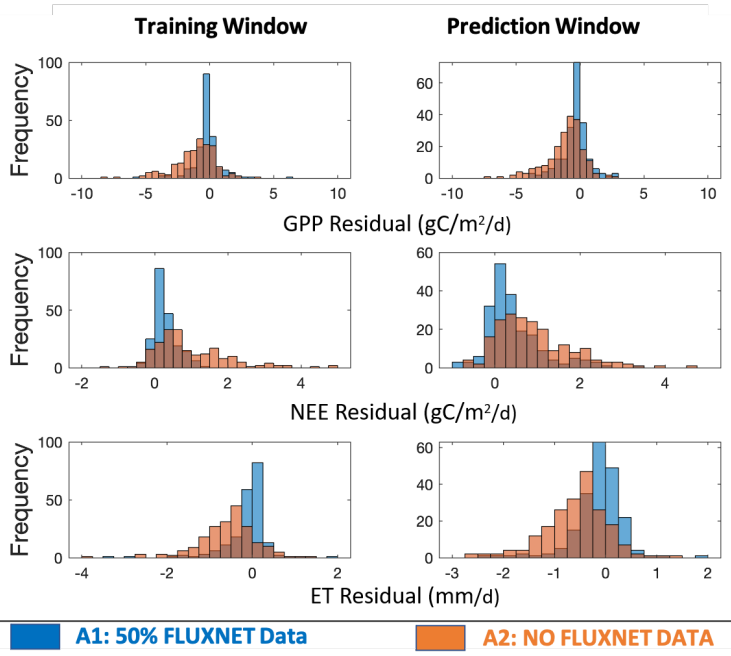 Training Window Prediction Window
Frequency
100
50
0
-10 -5 0 5 10
60
40
20
0
-10 -5 0 5 10
GPP Residual (gC/m²/d)
Frequency
100
50
0
-2 0 2 4
60
40
20
0
0 2 4
NEE Residual (gC/m²/d)
Frequency
100
50
0
-4 -2 0 2
60
40
20
0
-3 -2 -1 0 1 2
ET Residual (mm/d)
A1: 50% FLUXNET Data A2: NO FLUXNET DATA